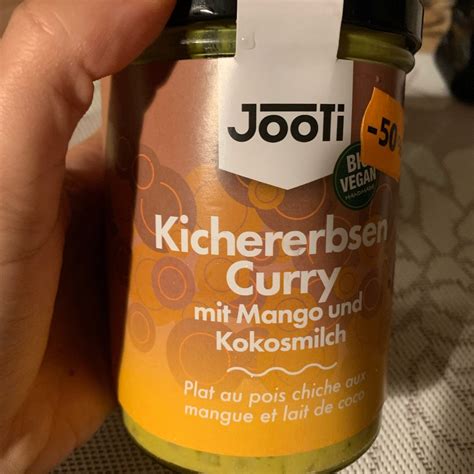 JooTi
-50
BIO
VEGAN
HANDMADE
Kichererbsen
Curry
mit Mango und
Kokosmilch
Plat au pois chiche aux
mangue et lait de coco